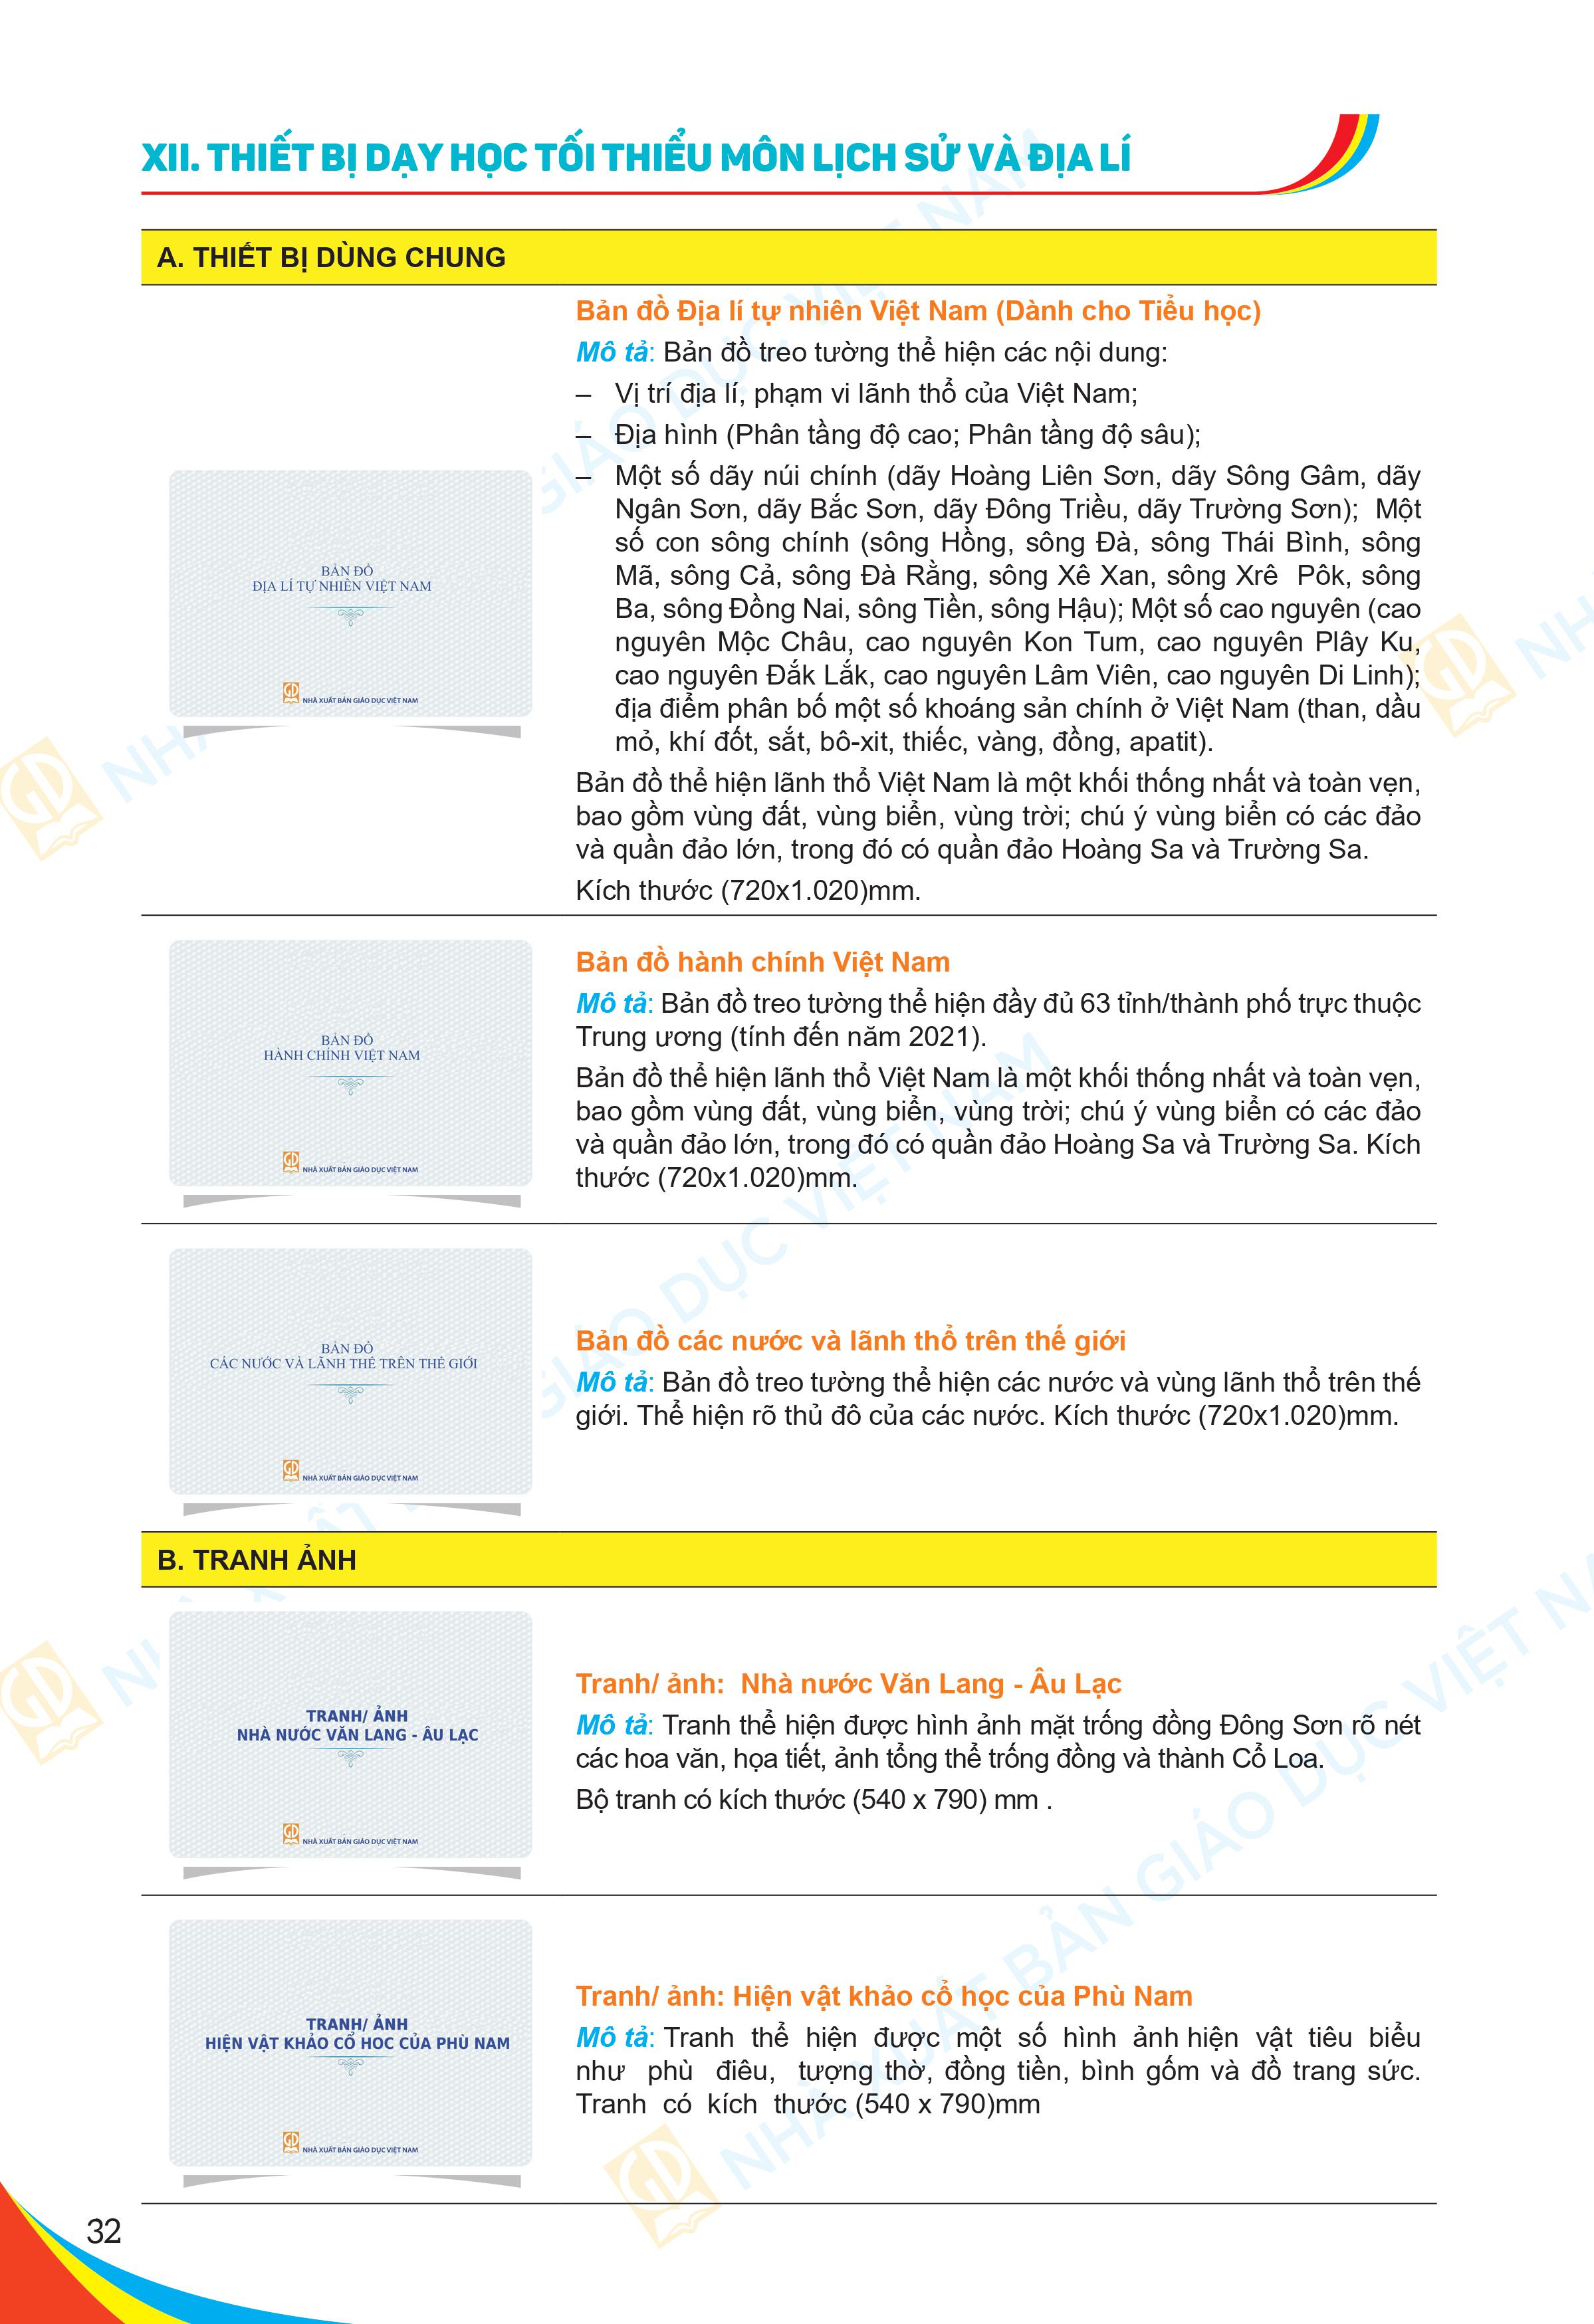 XII. THIẾT BỊ DẠY HỌC TỐI THIỂU MÔN LỊCH SỬ VÀ ĐỊA LÍ
A. THIẾT BỊ DÙNG CHUNG
BẢN ĐỒ
ĐỊA LÍ TỰ NHIÊN VIỆT NAM
NHÀ XUẤT BẢN GIÁO DỤC VIỆT NAM
Bản đồ Địa lí tự nhiên Việt Nam (Dành cho Tiểu học)
Mô tả: Bản đồ treo tường thể hiện các nội dung:
– Vị trí địa lí, phạm vi lãnh thổ của Việt Nam;
– Địa hình (Phân tầng độ cao; Phân tầng độ sâu);
– Một số dãy núi chính (dãy Hoàng Liên Sơn, dãy Sông Gâm, dãy
Ngân Sơn, dãy Bắc Sơn, dãy Đông Triều, dãy Trường Sơn); Một
số con sông chính (sông Hồng, sông Đà, sông Thái Bình, sông
Mã, sông Cả, sông Đà Rằng, sông Xê Xan, sông Xrê Pôk, sông
Ba, sông Đồng Nai, sông Tiền, sông Hậu); Một số cao nguyên (cao
nguyên Mộc Châu, cao nguyên Kon Tum, cao nguyên Plây Ku,
cao nguyên Đắk Lắk, cao nguyên Lâm Viên, cao nguyên Di Linh);
địa điểm phân bố một số khoáng sản chính ở Việt Nam (than, dầu
mỏ, khí đốt, sắt, bô-xit, thiếc, vàng, đồng, apatit).
Bản đồ thể hiện lãnh thổ Việt Nam là một khối thống nhất và toàn vẹn,
bao gồm vùng đất, vùng biển, vùng trời; chú ý vùng biển có các đảo
và quần đảo lớn, trong đó có quần đảo Hoàng Sa và Trường Sa.
Kích thước (720x1.020)mm.
BẢN ĐỒ
HÀNH CHÍNH VIỆT NAM
NHÀ XUẤT BẢN GIÁO DỤC VIỆT NAM
Bản đồ hành chính Việt Nam
Mô tả: Bản đồ treo tường thể hiện đầy đủ 63 tỉnh/thành phố trực thuộc
Trung ương (tính đến năm 2021).
Bản đồ thể hiện lãnh thổ Việt Nam là một khối thống nhất và toàn vẹn,
bao gồm vùng đất, vùng biển, vùng trời; chú ý vùng biển có các đảo
và quần đảo lớn, trong đó có quần đảo Hoàng Sa và Trường Sa. Kích
thước (720x1.020)mm.
BẢN ĐỒ
CÁC NƯỚC VÀ LÃNH THỔ TRÊN THẾ GIỚI
NHÀ XUẤT BẢN GIÁO DỤC VIỆT NAM
Bản đồ các nước và lãnh thổ trên thế giới
Mô tả: Bản đồ treo tường thể hiện các nước và vùng lãnh thổ trên thế
giới. Thể hiện rõ thủ đô của các nước. Kích thước (720x1.020)mm.
B. TRANH ẢNH
TRANH/ ẢNH
NHÀ NƯỚC VĂN LANG - ÂU LẠC
NHÀ XUẤT BẢN GIÁO DỤC VIỆT NAM
Tranh/ ảnh: Nhà nước Văn Lang - Âu Lạc
Mô tả: Tranh thể hiện được hình ảnh mặt trống đồng Đông Sơn rõ nét
các hoa văn, họa tiết, ảnh tổng thể trống đồng và thành Cổ Loa.
Bộ tranh có kích thước (540 x 790) mm .
TRANH/ ẢNH
HIỆN VẬT KHẢO CỔ HOC CỦA PHÙ NAM
NHÀ XUẤT BẢN GIÁO DỤC VIỆT NAM
Tranh/ ảnh: Hiện vật khảo cổ học của Phù Nam
Mô tả: Tranh thể hiện được một số hình ảnh hiện vật tiêu biểu
như phù điêu, tượng thờ, đồng tiền, bình gốm và đồ trang sức.
Tranh có kích thước (540 x 790)mm
NHÀ XUẤT BẢN GIÁO DỤC VIỆT NAM
32